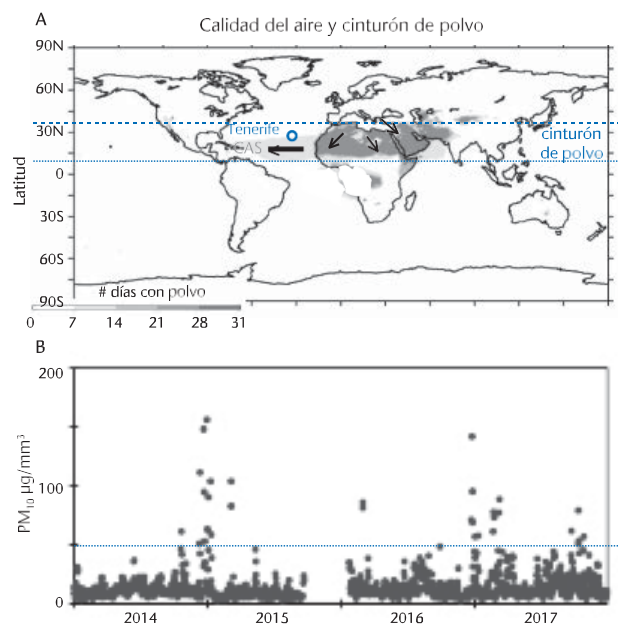 A
Calidad del aire y cinturón de polvo
90N
60N
30N
0
30S
60S
90S
Latitud
Tenerife
CAS
cinturón
de polvo
# días con polvo
0 7 14 21 28 31
B
200
100
0
PM10 µg/mm³
2014 2015 2016 2017